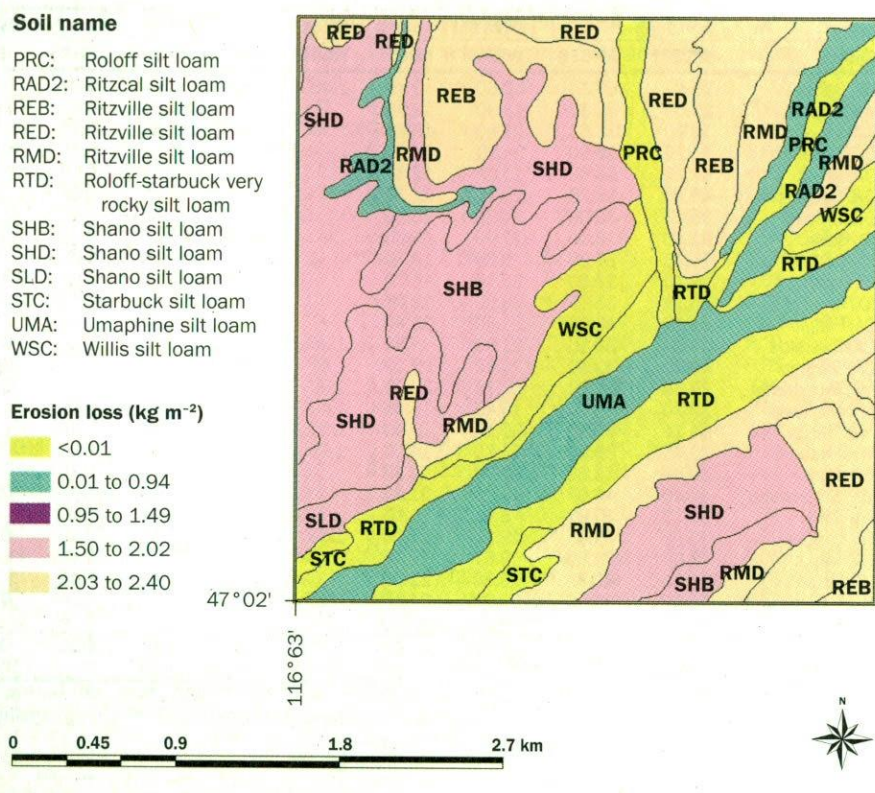 Soil name
PRC: Roloff silt loam
RAD2: Ritzcal silt loam
REB: Ritzville silt loam
RED: Ritzville silt loam
RMD: Ritzville silt loam
RTD: Roloff-starbuck very
rocky silt loam
SHB: Shano silt loam
SHD: Shano silt loam
SLD: Shano silt loam
STC: Starbuck silt loam
UMA: Umaphine silt loam
WSC: Willis silt loam
Erosion loss (kg m⁻²)
<0.01
0.01 to 0.94
0.95 to 1.49
1.50 to 2.02
2.03 to 2.40
RED
RED
RED
REB
RED
RAD2
SHD
RMD
RMD
PRC
PRC
RAD2
SHD
REB
RMD
RAD2
WSC
RTD
SHB
RTD
WSC
RED
UMA
RTD
SHD
RMD
RED
SHD
SLD
RTD
RMD
STC
STC
SHB
RMD
REB
47°02'
116°63'
N
0 0.45 0.9 1.8 2.7 km